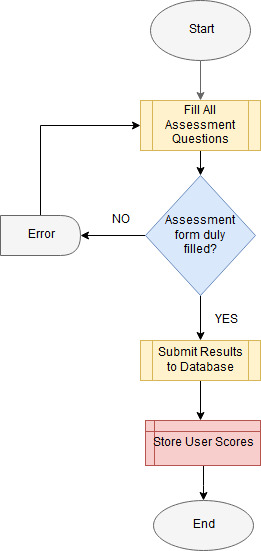 Start
Fill All
Assessment
Questions
Assessment
form duly
filled?
NO
Error
YES
Submit Results
to Database
Store User Scores
End